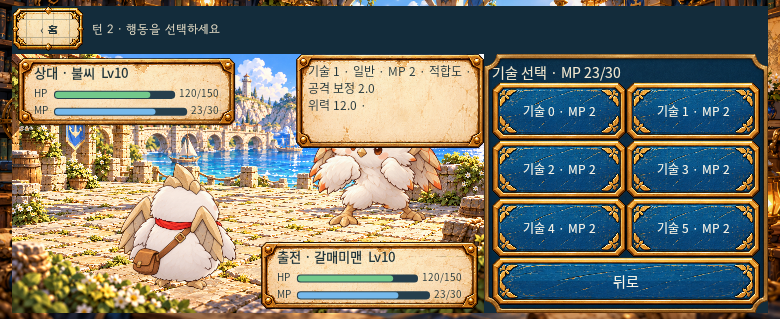 ‹ 홈
턴 2 · 행동을 선택하세요
상대 · 불씨 Lv10
HP 120/150
MP 23/30
기술 1 · 일반 · MP 2 · 적합도 ·
공격 보정 2.0
위력 12.0 ·
출전 · 갈매미맨 Lv10
HP 120/150
MP 23/30
기술 선택 · MP 23/30
기술 0 · MP 2
기술 1 · MP 2
기술 2 · MP 2
기술 3 · MP 2
기술 4 · MP 2
기술 5 · MP 2
뒤로